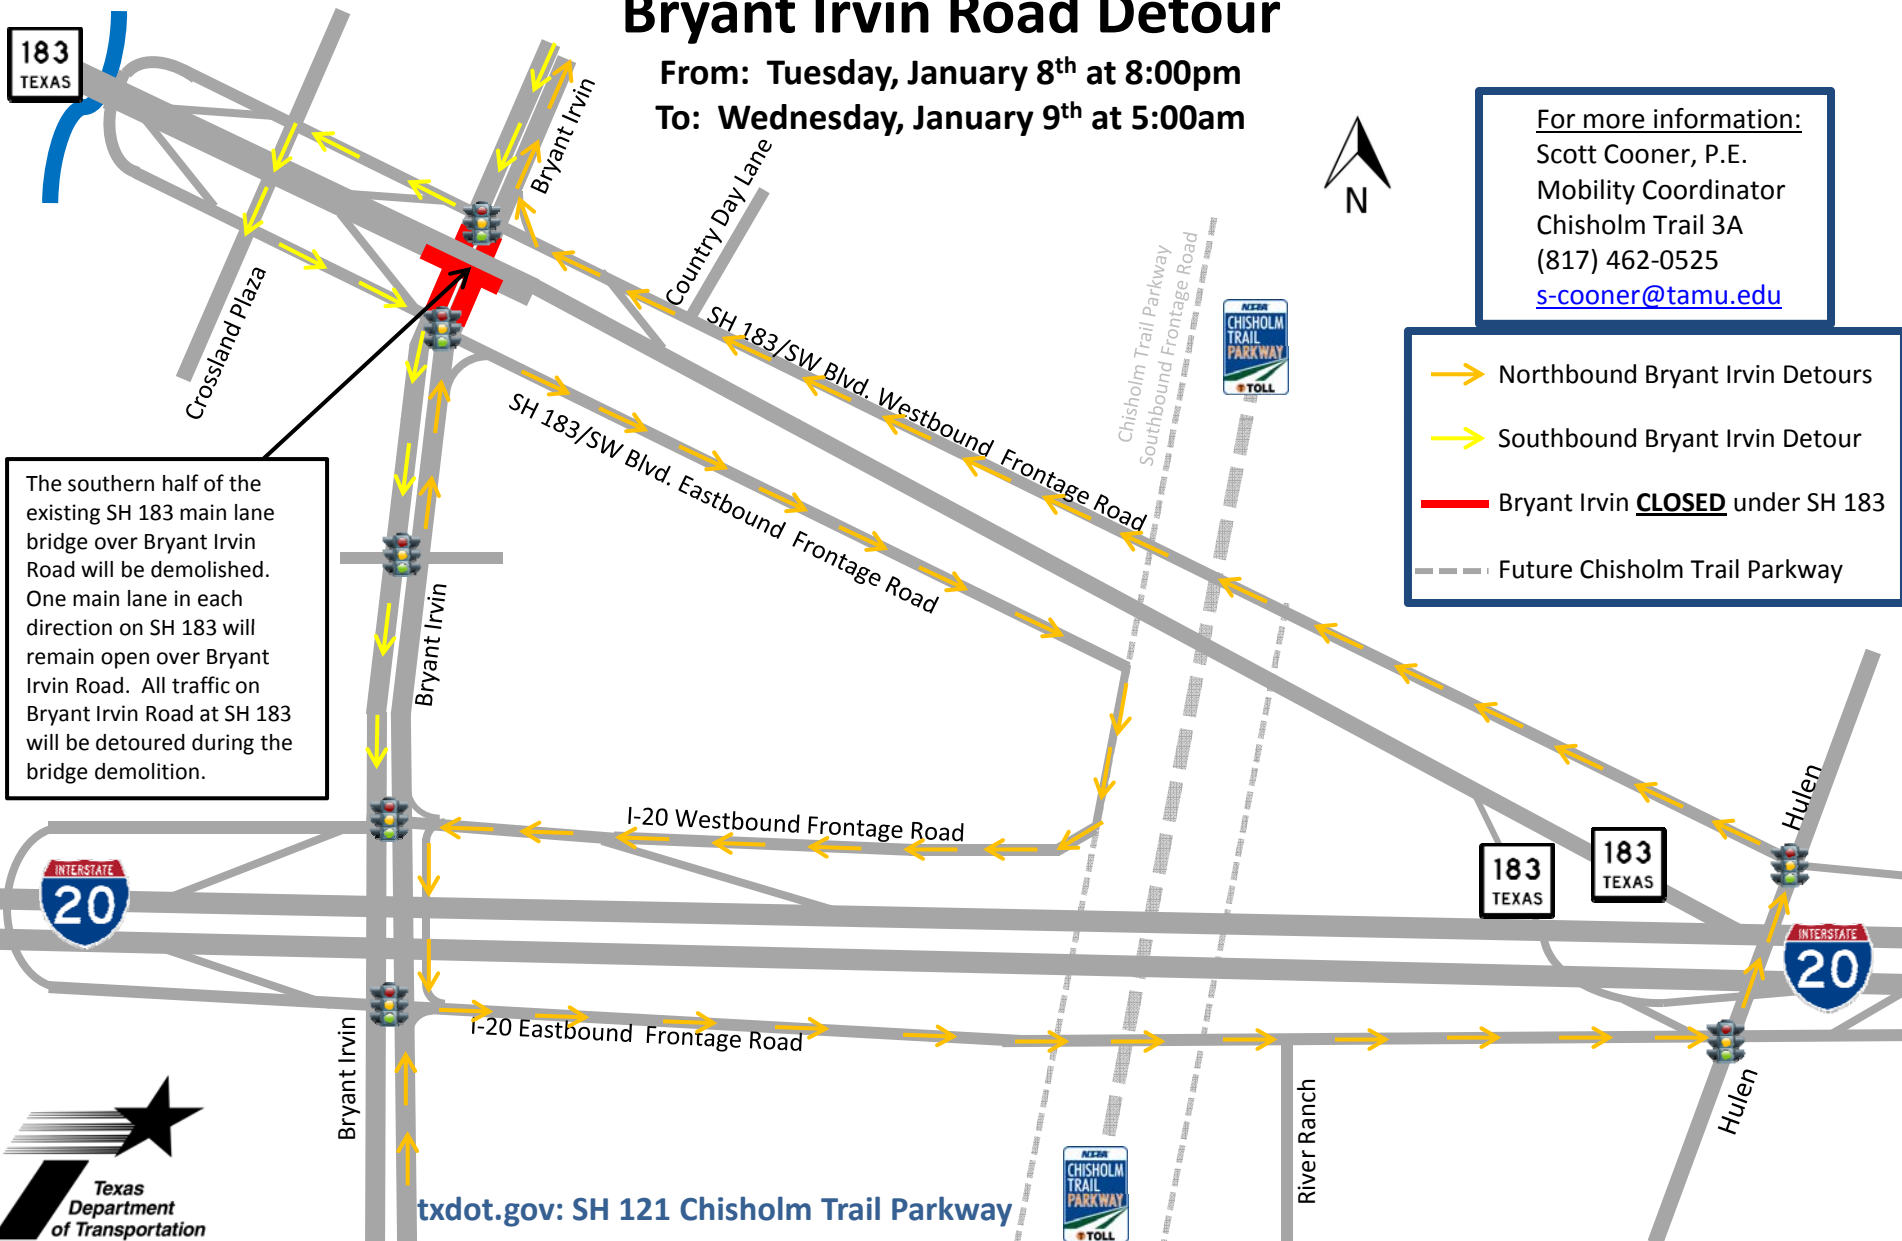 Bryant Irvin Road Detour
From: Tuesday, January 8th at 8:00pm
To: Wednesday, January 9th at 5:00am
183
TEXAS
For more information:
Scott Cooner, P.E.
Mobility Coordinator
Chisholm Trail 3A
(817) 462-0525
s-cooner@tamu.edu
Northbound Bryant Irvin Detours
Southbound Bryant Irvin Detour
Bryant Irvin CLOSED under SH 183
Future Chisholm Trail Parkway
N
Bryant Irvin
Country Day Lane
Crossland Plaza
SH 183/SW Blvd. Westbound Frontage Road
SH 183/SW Blvd. Eastbound Frontage Road
Chisholm Trail Parkway
Southbound Frontage Road
NTTA
CHISHOLM
TRAIL
PARKWAY
TOLL
The southern half of the
existing SH 183 main lane
bridge over Bryant Irvin
Road will be demolished.
One main lane in each
direction on SH 183 will
remain open over Bryant
Irvin Road. All traffic on
Bryant Irvin Road at SH 183
will be detoured during the
bridge demolition.
Bryant Irvin
I-20 Westbound Frontage Road
Hulen
183
TEXAS
183
TEXAS
INTERSTATE
20
INTERSTATE
20
I-20 Eastbound Frontage Road
Bryant Irvin
River Ranch
Hulen
Texas
Department
of Transportation
txdot.gov: SH 121 Chisholm Trail Parkway
NTTA
CHISHOLM
TRAIL
PARKWAY
TOLL